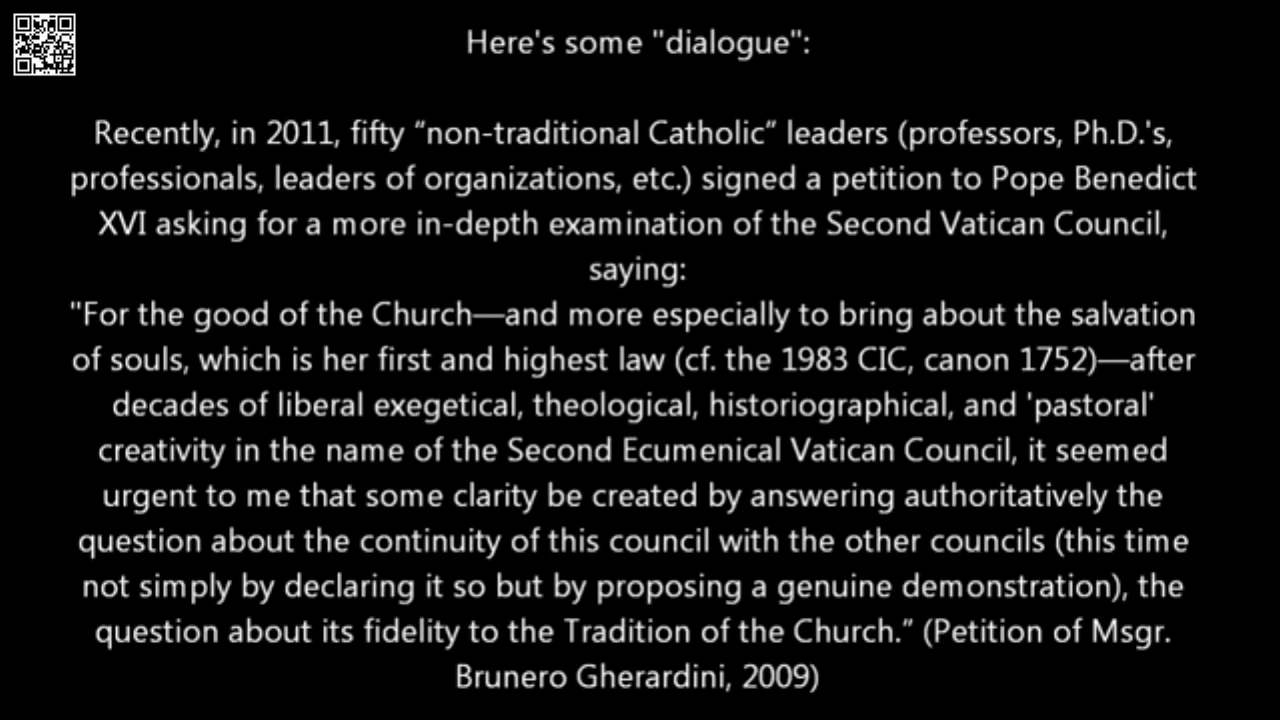 Here's some "dialogue":
Recently, in 2011, fifty “non-traditional Catholic” leaders (professors, Ph.D.'s,
professionals, leaders of organizations, etc.) signed a petition to Pope Benedict
XVI asking for a more in-depth examination of the Second Vatican Council,
saying:
"For the good of the Church—and more especially to bring about the salvation
of souls, which is her first and highest law (cf. the 1983 CIC, canon 1752)—after
decades of liberal exegetical, theological, historiographical, and 'pastoral'
creativity in the name of the Second Ecumenical Vatican Council, it seemed
urgent to me that some clarity be created by answering authoritatively the
question about the continuity of this council with the other councils (this time
not simply by declaring it so but by proposing a genuine demonstration), the
question about its fidelity to the Tradition of the Church.” (Petition of Msgr.
Brunero Gherardini, 2009)